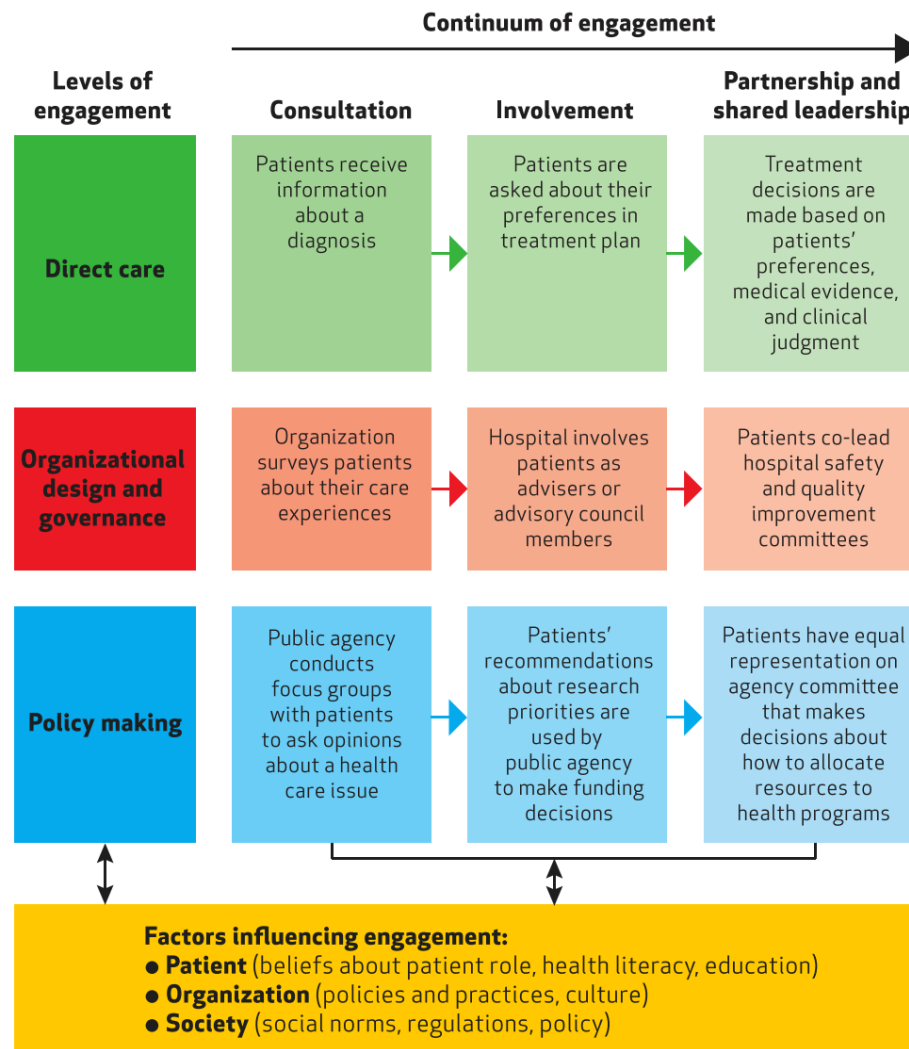 Continuum of engagement
Levels of
engagement
Consultation
Involvement
Partnership and
shared leadership
Direct care
Patients receive
information
about a
diagnosis
Patients are
asked about their
preferences in
treatment plan
Treatment
decisions are
made based on
patients’
preferences,
medical evidence,
and clinical
judgment
Organizational
design and
governance
Organization
surveys patients
about their care
experiences
Hospital involves
patients as
advisers or
advisory council
members
Patients co-lead
hospital safety
and quality
improvement
committees
Policy making
Public agency
conducts
focus groups
with patients
to ask opinions
about a health
care issue
Patients’
recommendations
about research
priorities are
used by
public agency
to make funding
decisions
Patients have equal
representation on
agency committee
that makes
decisions about
how to allocate
resources to
health programs
Factors influencing engagement:
● Patient (beliefs about patient role, health literacy, education)
● Organization (policies and practices, culture)
● Society (social norms, regulations, policy)